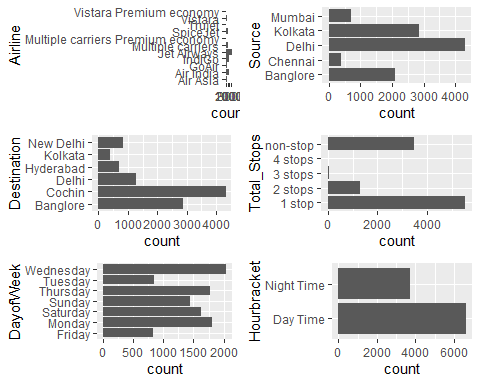 Airline
Vistara Premium economy
Vistara
Trujet
SpiceJet
Multiple carriers Premium economy
Multiple carriers
Jet Airways
IndiGo
GoAir
Air India
Air Asia
count
Source
Mumbai
Kolkata
Delhi
Chennai
Banglore
0 1000 2000 3000 4000
count
Destination
New Delhi
Kolkata
Hyderabad
Delhi
Cochin
Banglore
0 1000 2000 3000 4000
count
Total_Stops
non-stop
4 stops
3 stops
2 stops
1 stop
0 2000 4000
count
DayofWeek
Wednesday
Tuesday
Thursday
Sunday
Saturday
Monday
Friday
0 500 1000 1500 2000
count
Hourbracket
Night Time
Day Time
0 2000 4000 6000
count